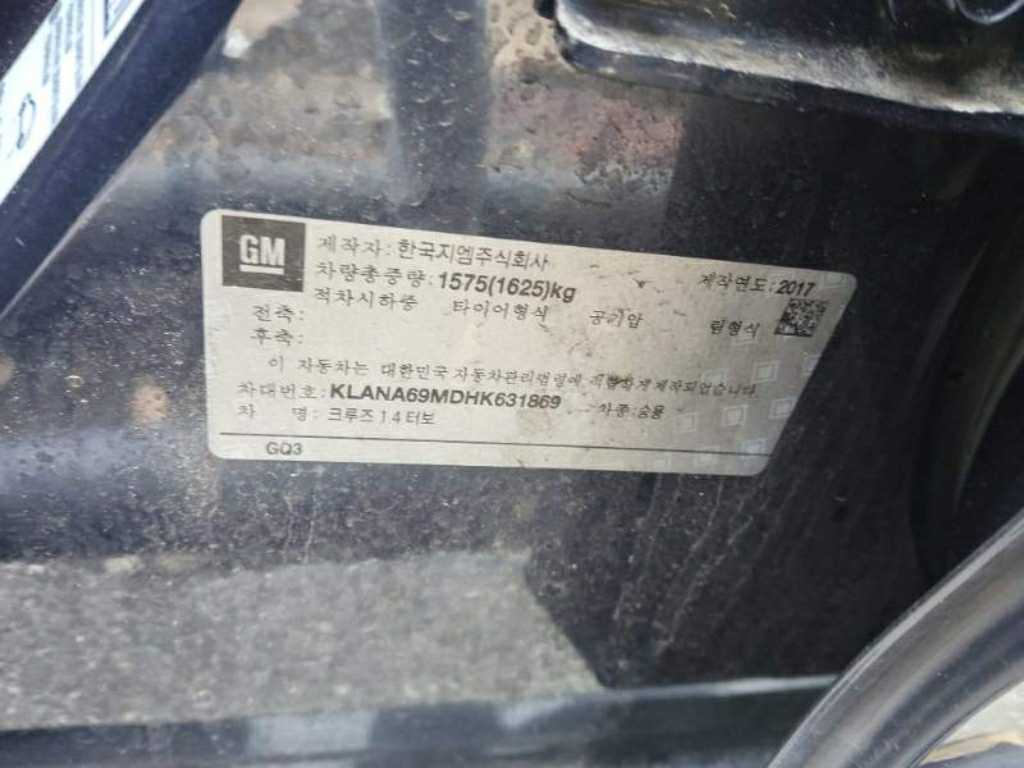 GM
제작자: 한국지엠주식회사
제작연도: 2017
차량총중량: 1575(1625)kg
적차시하중 타이어형식 공기압 림형식
전축:
후축:
이 자동차는 대한민국 자동차관리법령에 적합하게 제작되었습니다.
차대번호: KLANA69MDHK631869 차종: 승용
차 명: 크루즈 1.4 터보
GQ3